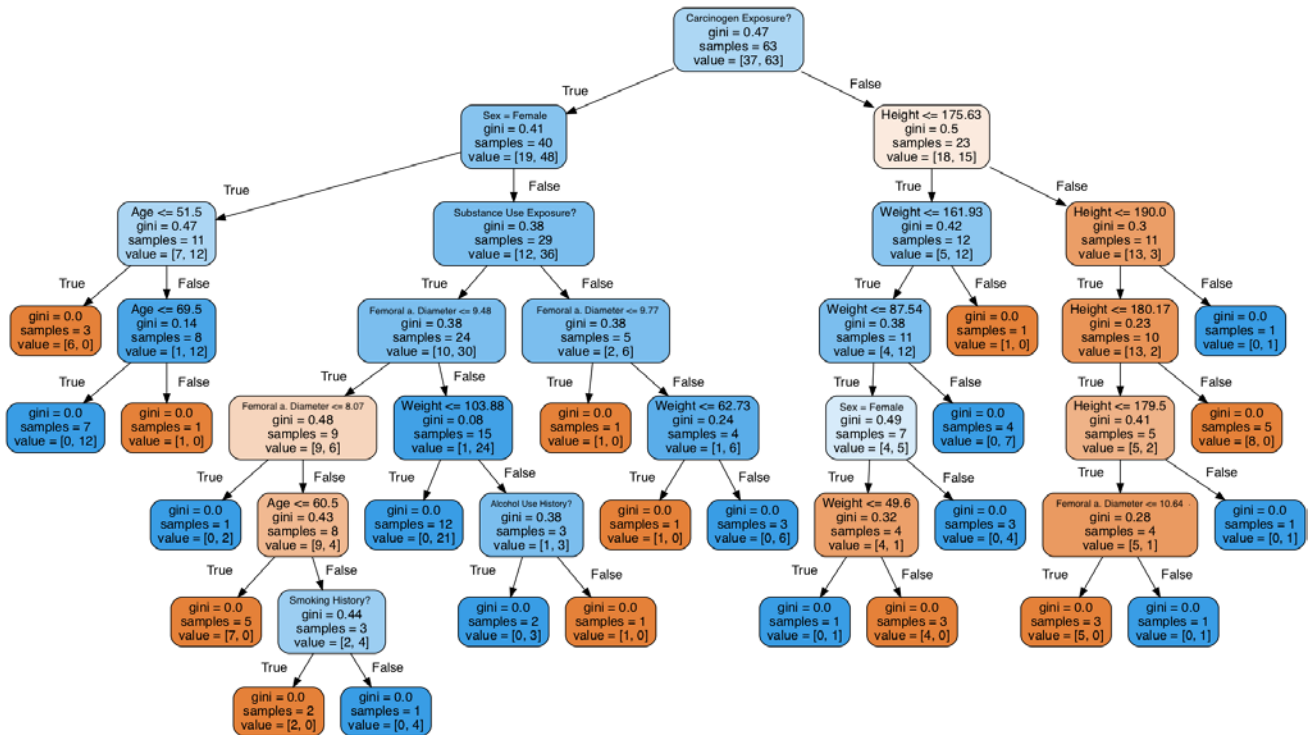 Carcinogen Exposure?
gini = 0.47
samples = 63
value = [37, 63]
True
False
Sex = Female
gini = 0.41
samples = 40
value = [19, 48]
Height <= 175.63
gini = 0.5
samples = 23
value = [18, 15]
True
False
True
False
Age <= 51.5
gini = 0.47
samples = 11
value = [7, 12]
Substance Use Exposure?
gini = 0.38
samples = 29
value = [12, 36]
Weight <= 161.93
gini = 0.42
samples = 12
value = [5, 12]
Height <= 190.0
gini = 0.3
samples = 11
value = [13, 3]
True
False
True
False
True
False
True
False
gini = 0.0
samples = 3
value = [6, 0]
Age <= 69.5
gini = 0.14
samples = 8
value = [1, 12]
Femoral a. Diameter <= 9.48
gini = 0.38
samples = 24
value = [10, 30]
Femoral a. Diameter <= 9.77
gini = 0.38
samples = 5
value = [2, 6]
Weight <= 87.54
gini = 0.38
samples = 11
value = [4, 12]
gini = 0.0
samples = 1
value = [1, 0]
Height <= 180.17
gini = 0.23
samples = 10
value = [13, 2]
gini = 0.0
samples = 1
value = [0, 1]
True
False
True
False
True
False
True
False
True
False
gini = 0.0
samples = 7
value = [0, 12]
gini = 0.0
samples = 1
value = [1, 0]
Femoral a. Diameter <= 8.07
gini = 0.48
samples = 9
value = [9, 6]
Weight <= 103.88
gini = 0.08
samples = 15
value = [1, 24]
gini = 0.0
samples = 1
value = [1, 0]
Weight <= 62.73
gini = 0.24
samples = 4
value = [1, 6]
Sex = Female
gini = 0.49
samples = 7
value = [4, 5]
gini = 0.0
samples = 4
value = [0, 7]
Height <= 179.5
gini = 0.41
samples = 5
value = [5, 2]
gini = 0.0
samples = 5
value = [8, 0]
True
False
True
False
True
False
True
False
True
False
gini = 0.0
samples = 1
value = [0, 2]
Age <= 60.5
gini = 0.43
samples = 8
value = [9, 4]
gini = 0.0
samples = 12
value = [0, 21]
Alcohol Use History?
gini = 0.38
samples = 3
value = [1, 3]
gini = 0.0
samples = 1
value = [1, 0]
gini = 0.0
samples = 3
value = [0, 6]
Weight <= 49.6
gini = 0.32
samples = 4
value = [4, 1]
gini = 0.0
samples = 3
value = [0, 4]
Femoral a. Diameter <= 10.64
gini = 0.28
samples = 4
value = [5, 1]
gini = 0.0
samples = 1
value = [0, 1]
True
False
True
False
True
False
True
False
gini = 0.0
samples = 5
value = [7, 0]
Smoking History?
gini = 0.44
samples = 3
value = [2, 4]
gini = 0.0
samples = 2
value = [0, 3]
gini = 0.0
samples = 1
value = [1, 0]
gini = 0.0
samples = 1
value = [0, 1]
gini = 0.0
samples = 3
value = [4, 0]
gini = 0.0
samples = 3
value = [5, 0]
gini = 0.0
samples = 1
value = [0, 1]
True
False
gini = 0.0
samples = 2
value = [2, 0]
gini = 0.0
samples = 1
value = [0, 4]